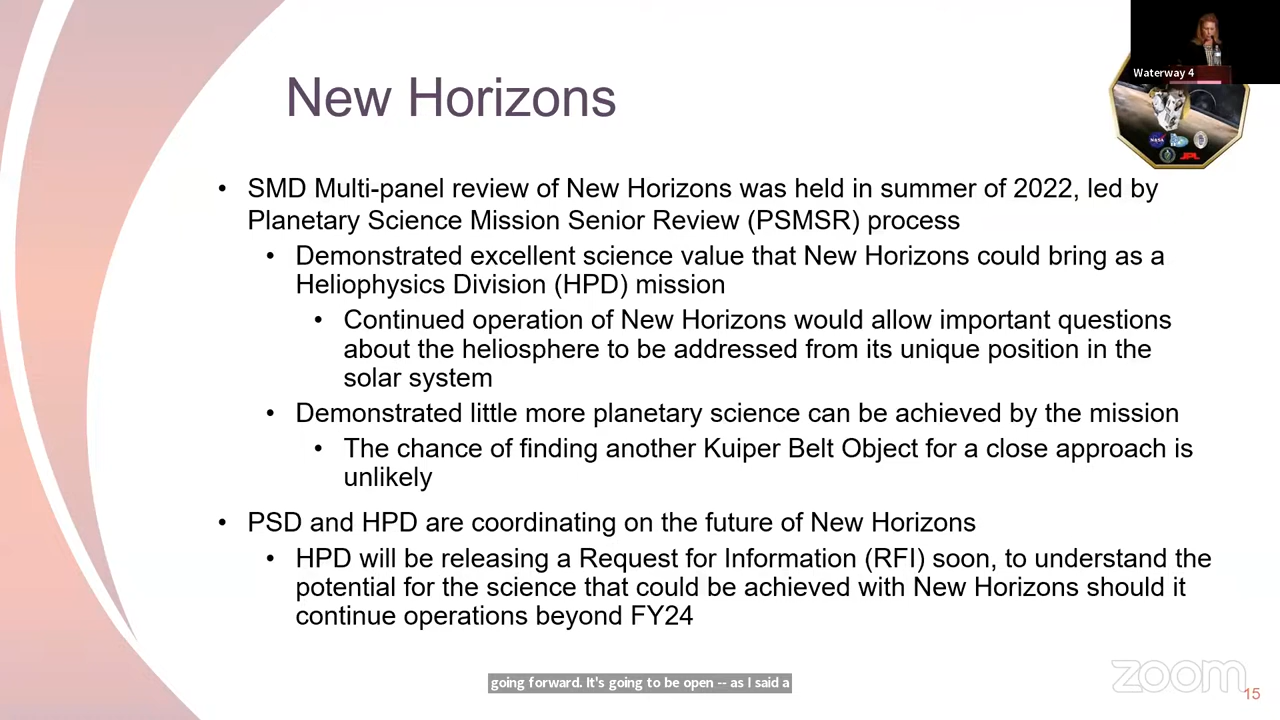 Waterway 4
New Horizons
NASA
JPL
• SMD Multi-panel review of New Horizons was held in summer of 2022, led by
Planetary Science Mission Senior Review (PSMSR) process
• Demonstrated excellent science value that New Horizons could bring as a
Heliophysics Division (HPD) mission
• Continued operation of New Horizons would allow important questions
about the heliosphere to be addressed from its unique position in the
solar system
• Demonstrated little more planetary science can be achieved by the mission
• The chance of finding another Kuiper Belt Object for a close approach is
unlikely
• PSD and HPD are coordinating on the future of New Horizons
• HPD will be releasing a Request for Information (RFI) soon, to understand the
potential for the science that could be achieved with New Horizons should it
continue operations beyond FY24
going forward. It's going to be open -- as I said a
zoom
15